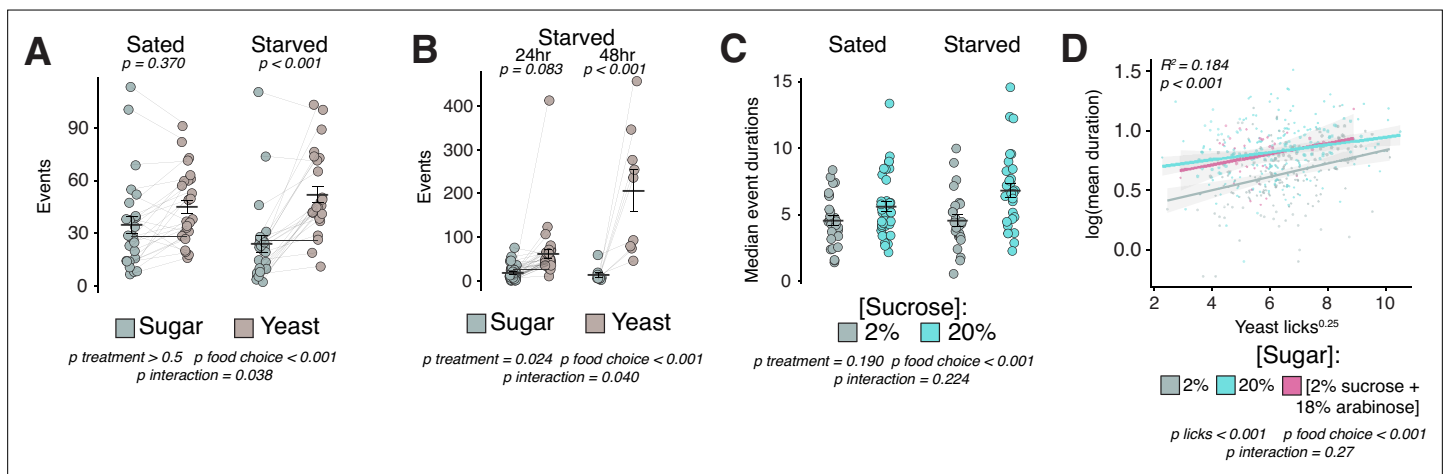 A
Sated
Starved
p = 0.370
p < 0.001
Events
90
60
30
0
Sugar
Yeast
p treatment > 0.5 p food choice < 0.001
p interaction = 0.038
B
Starved
24hr
48hr
p = 0.083
p < 0.001
Events
400
300
200
100
0
Sugar
Yeast
p treatment = 0.024 p food choice < 0.001
p interaction = 0.040
C
Sated
Starved
Median event durations
15
10
5
0
[Sucrose]:
2%
20%
p treatment = 0.190 p food choice < 0.001
p interaction = 0.224
D
R² = 0.184
p < 0.001
log(mean duration)
1.5
1.0
0.5
0.0
2
4
6
8
10
Yeast licks⁰·²⁵
[Sugar]:
2%
20%
[2% sucrose +
18% arabinose]
p licks < 0.001 p food choice < 0.001
p interaction = 0.27